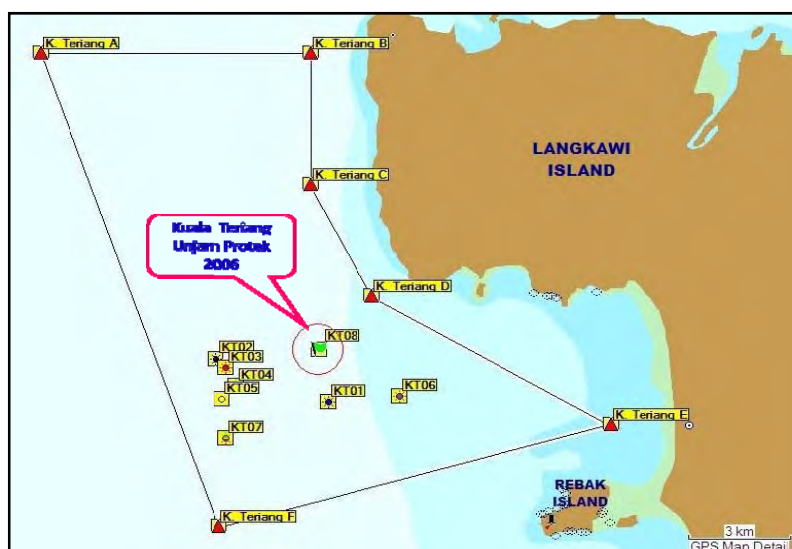 K. Teriang A
K. Teriang B
LANGKAWI
ISLAND
K. Teriang C
Kuala Teriang
Unjam Protak
2006
K. Teriang D
KT08
KT02
KT03
KT04
KT05
KT01
KT06
K. Teriang E
KT07
REBAK
ISLAND
K. Teriang F
3 km
GPS Map Detail